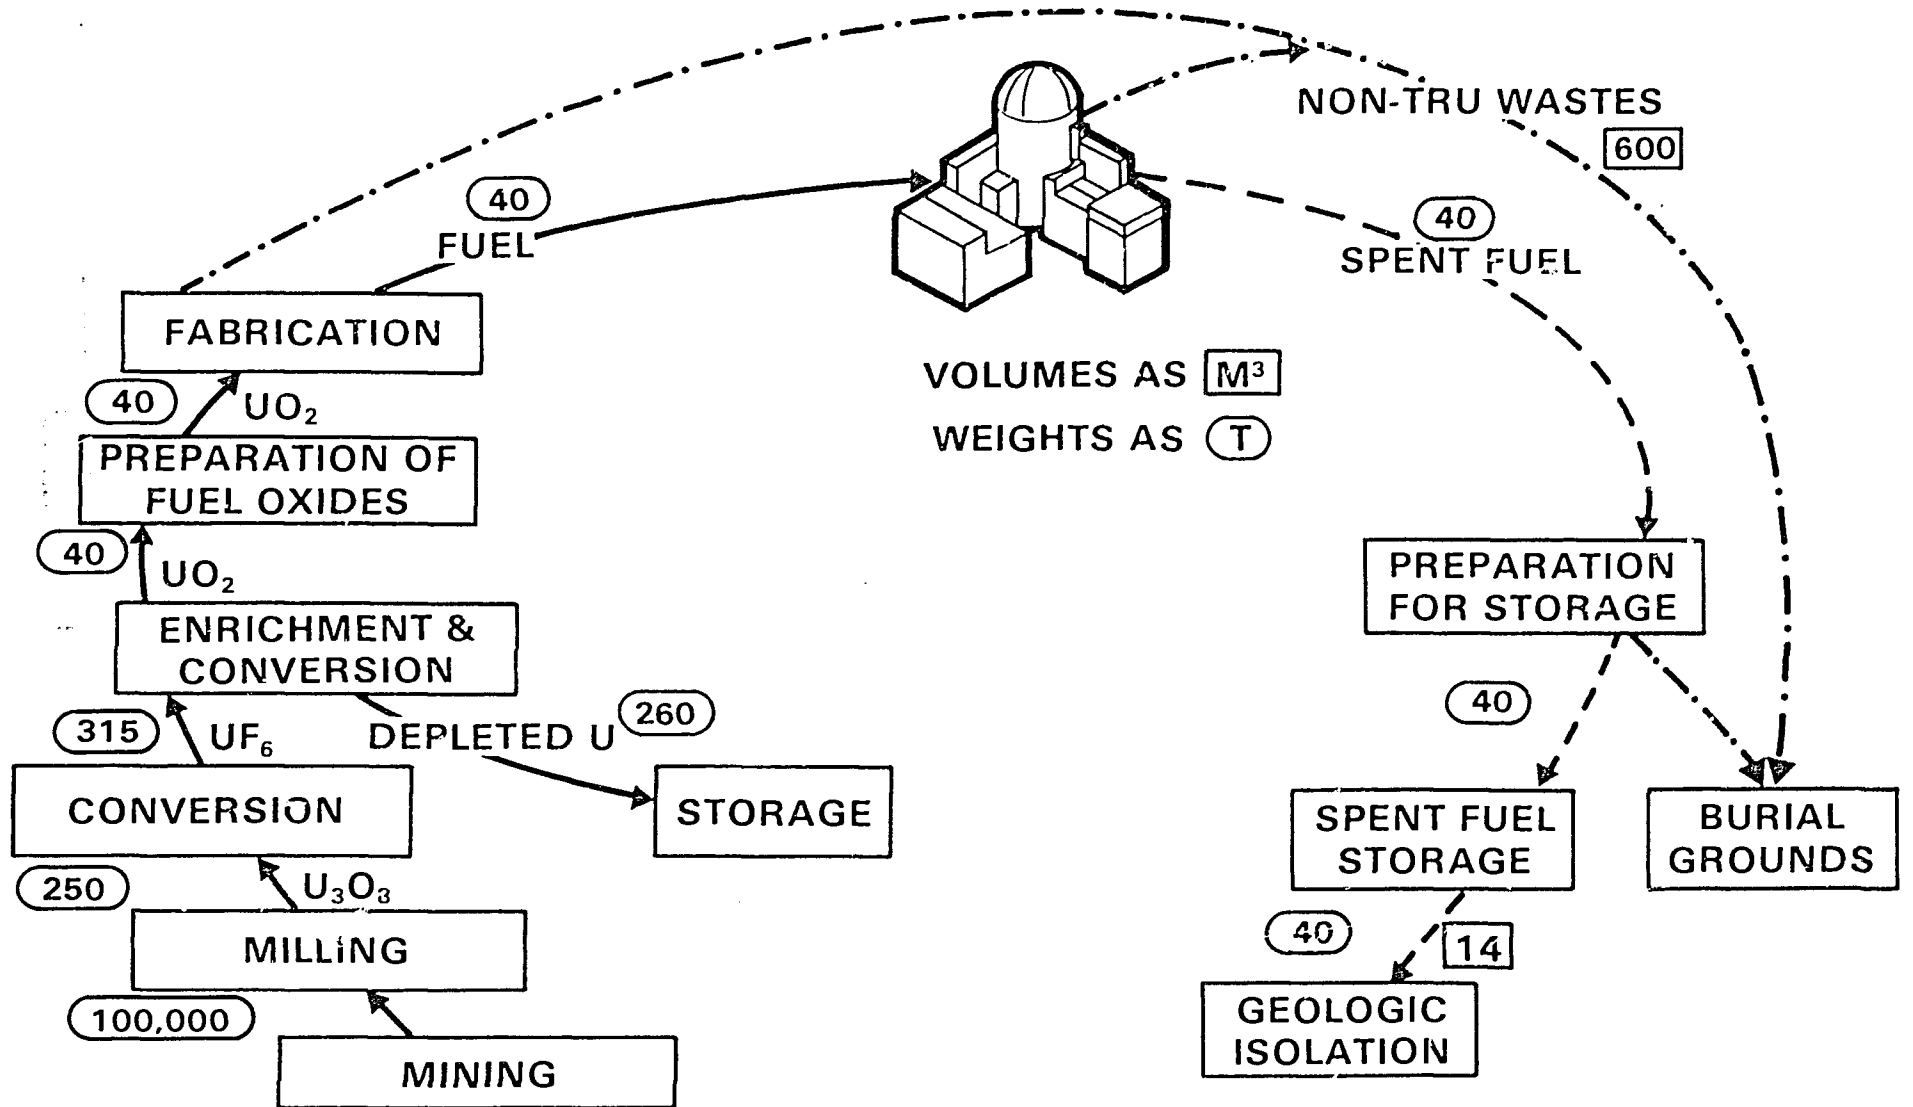 NON-TRU WASTES
600
40
FUEL
40
SPENT FUEL
FABRICATION
VOLUMES AS M³
WEIGHTS AS T
40
UO₂
PREPARATION OF
FUEL OXIDES
40
UO₂
ENRICHMENT &
CONVERSION
315
UF₆
DEPLETED U
260
CONVERSION
STORAGE
250
U₃O₃
MILLING
100,000
MINING
PREPARATION
FOR STORAGE
40
SPENT FUEL
STORAGE
BURIAL
GROUNDS
40
14
GEOLOGIC
ISOLATION